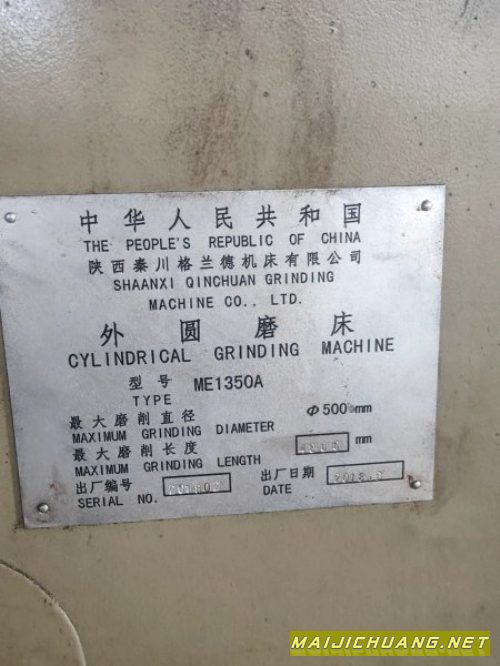 中华人民共和国
THE PEOPLE'S REPUBLIC OF CHINA
陕西秦川格兰德机床有限公司
SHAANXI QINCHUAN GRINDING
MACHINE CO., LTD.
外圆磨床
CYLINDRICAL GRINDING MACHINE
型号 ME1350A
TYPE
最大磨削直径 Φ500mm
MAXIMUM GRINDING DIAMETER
最大磨削长度 mm
MAXIMUM GRINDING LENGTH
出厂编号 出厂日期
SERIAL NO. DATE
MAIJICHUANG.NET